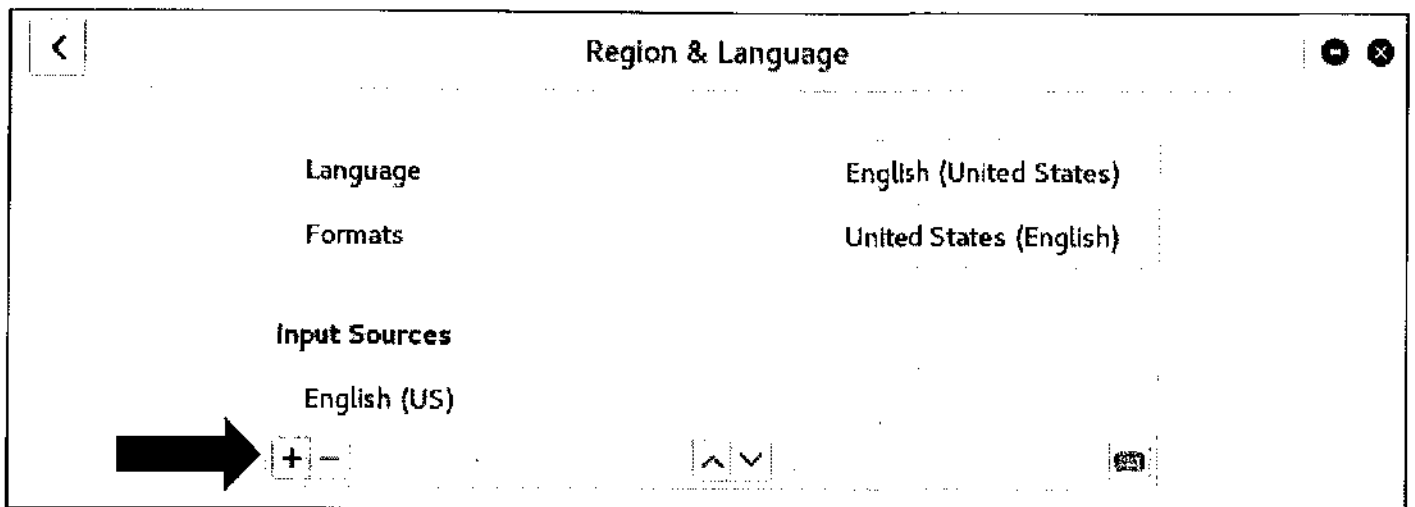 Region & Language
Language English (United States)
Formats United States (English)
Input Sources
English (US)
+ −